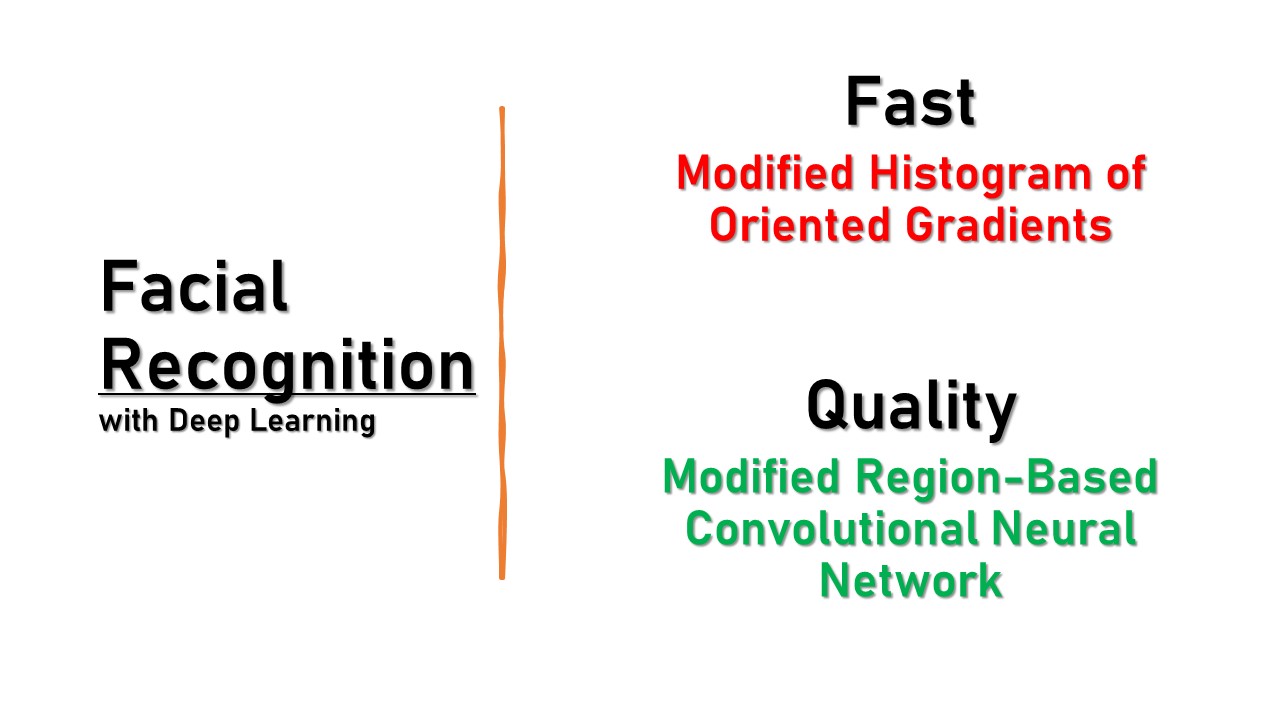 Facial
Recognition
with Deep Learning
Fast
Modified Histogram of
Oriented Gradients
Quality
Modified Region-Based
Convolutional Neural
Network